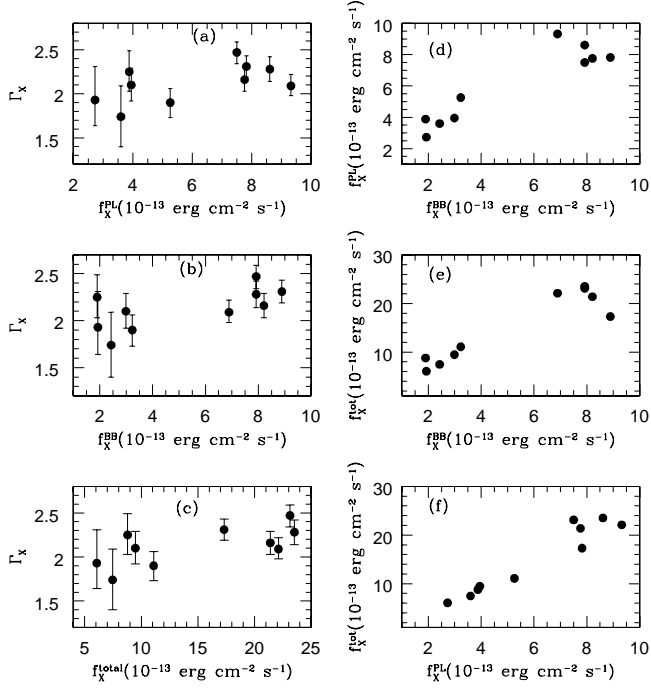 (a)
2.5
2
1.5
Γ_X
2 4 6 8 10
f_X^PL(10^-13 erg cm^-2 s^-1)
(d)
10
8
6
4
2
f_X^PL(10^-13 erg cm^-2 s^-1)
2 4 6 8 10
f_X^BB(10^-13 erg cm^-2 s^-1)
(b)
2.5
2
1.5
Γ_X
2 4 6 8 10
f_X^BB(10^-13 erg cm^-2 s^-1)
(e)
30
20
10
f_X^tot(10^-13 erg cm^-2 s^-1)
2 4 6 8 10
f_X^BB(10^-13 erg cm^-2 s^-1)
(c)
2.5
2
1.5
Γ_X
5 10 15 20 25
f_X^total(10^-13 erg cm^-2 s^-1)
(f)
30
20
10
f_X^tot(10^-13 erg cm^-2 s^-1)
2 4 6 8 10
f_X^PL(10^-13 erg cm^-2 s^-1)